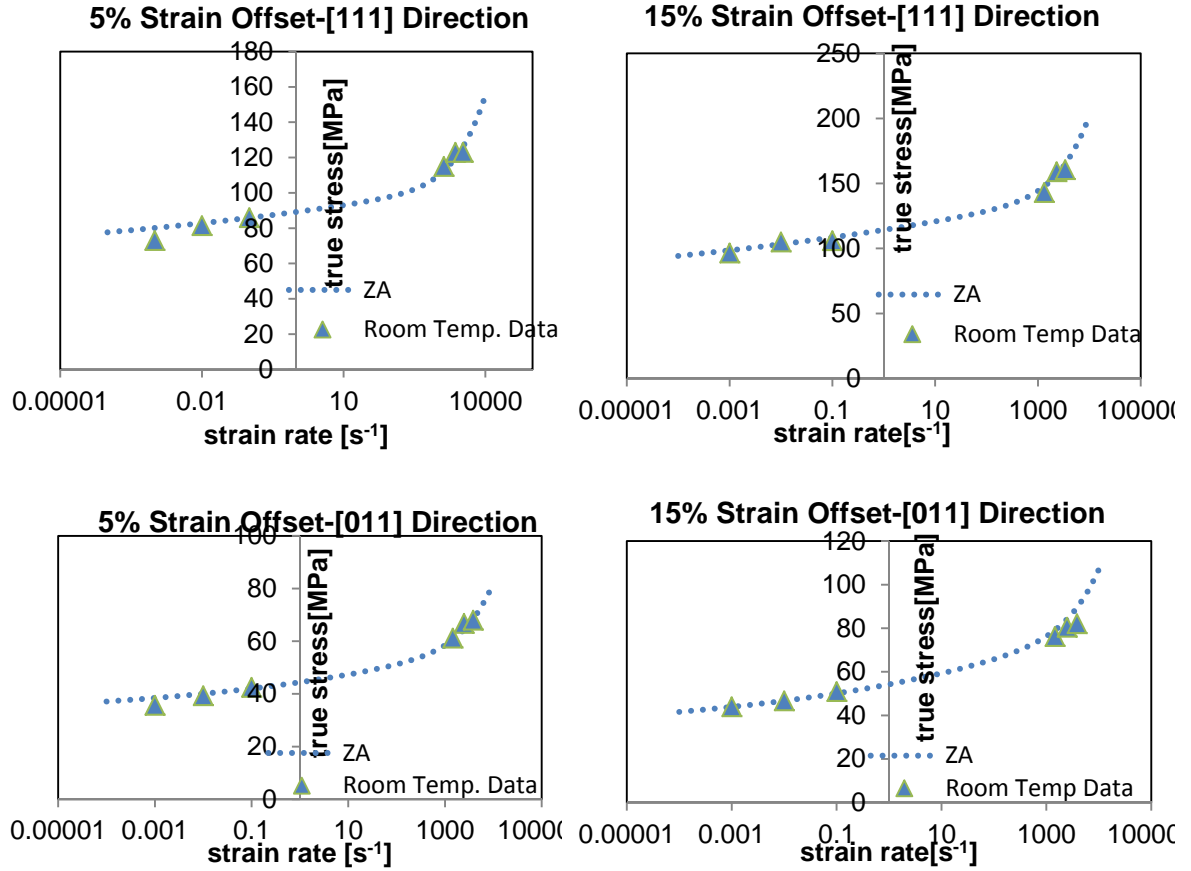 5% Strain Offset-[111] Direction
180
160
140
120
100
80
60
40
20
0
true stress[MPa]
ZA
Room Temp. Data
0.00001 0.01 10 10000
strain rate [s-1]
15% Strain Offset-[111] Direction
250
200
150
100
50
0
true stress[MPa]
ZA
Room Temp Data
0.00001 0.001 0.1 10 1000 100000
strain rate[s-1]
5% Strain Offset-[011] Direction
100
80
60
40
20
0
true stress[MPa]
ZA
Room Temp. Data
0.00001 0.001 0.1 10 1000 10000
strain rate [s-1]
15% Strain Offset-[011] Direction
120
100
80
60
40
20
0
true stress[MPa]
ZA
Room Temp Data
0.00001 0.001 0.1 10 1000 10000
strain rate[s-1]